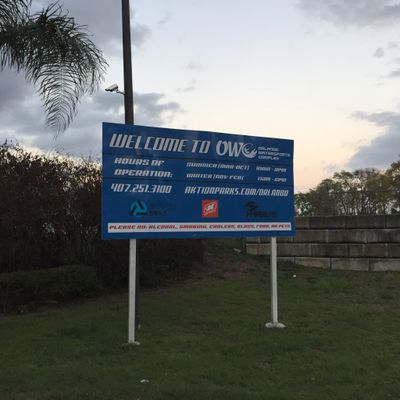 WELCOME TO OWC ORLANDO
WATERSPORTS
COMPLEX
HOURS OF SUMMER (MAR-OCT) 10AM - 9PM
OPERATION: WINTER (NOV-FEB) 11AM - 8PM
407.251.3100 AKTIONPARKS.COM/ORLANDO
PLEASE NO: ALCOHOL, SMOKING, COOLERS, GLASS, FOOD, OR PETS